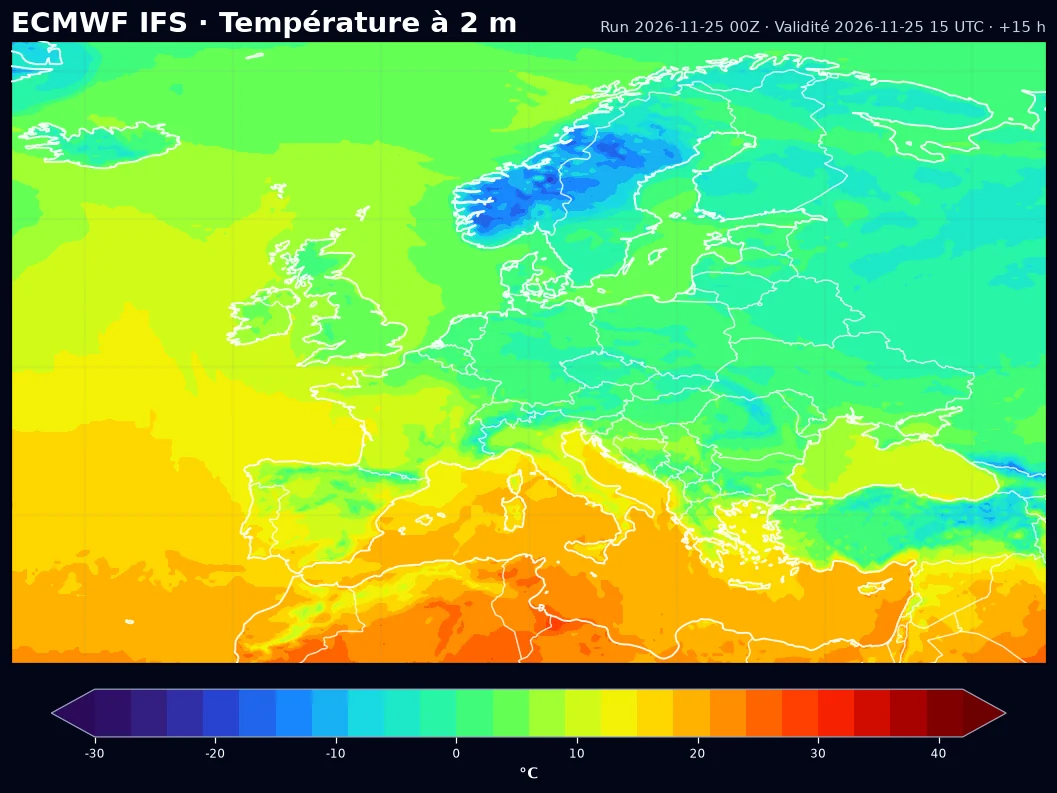 ECMWF IFS · Température à 2 m
Run 2026-11-25 00Z · Validité 2026-11-25 15 UTC · +15 h
-30 -20 -10 0 10 20 30 40
°C